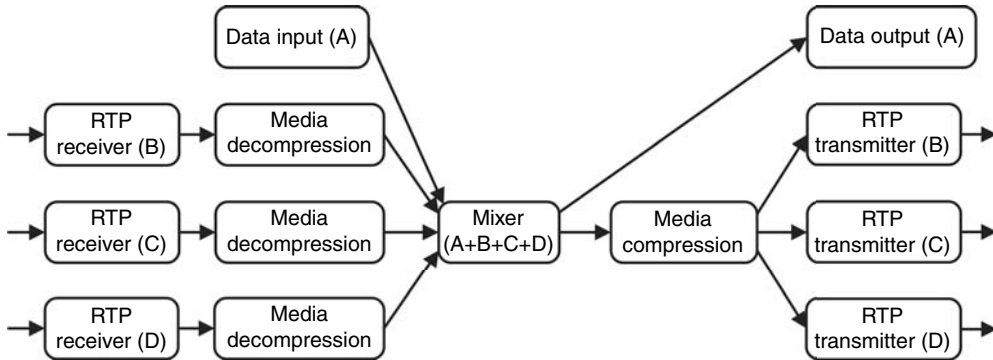 Data input (A)
Data output (A)
RTP
receiver (B)
Media
decompression
RTP
transmitter (B)
RTP
receiver (C)
Media
decompression
Mixer
(A+B+C+D)
Media
compression
RTP
transmitter (C)
RTP
receiver (D)
Media
decompression
RTP
transmitter (D)